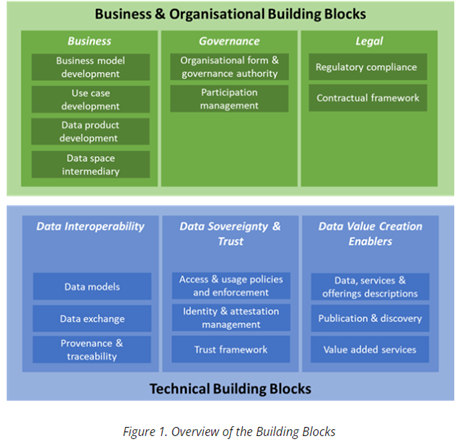 Business & Organisational Building Blocks
Business
Business model
development
Use case
development
Data product
development
Data space
intermediary
Governance
Organisational form &
governance authority
Participation
management
Legal
Regulatory compliance
Contractual framework
Data Interoperability
Data models
Data exchange
Provenance &
traceability
Data Sovereignty &
Trust
Access & usage policies
and enforcement
Identity & attestation
management
Trust framework
Data Value Creation
Enablers
Data, services &
offerings descriptions
Publication & discovery
Value added services
Technical Building Blocks
Figure 1. Overview of the Building Blocks